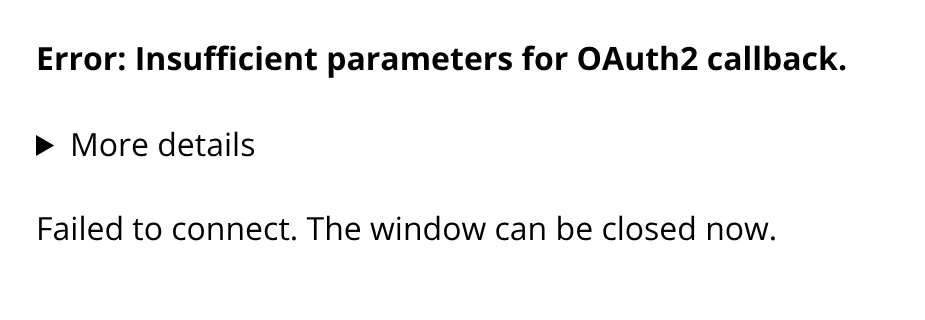 Error: Insufficient parameters for OAuth2 callback.
More details
Failed to connect. The window can be closed now.